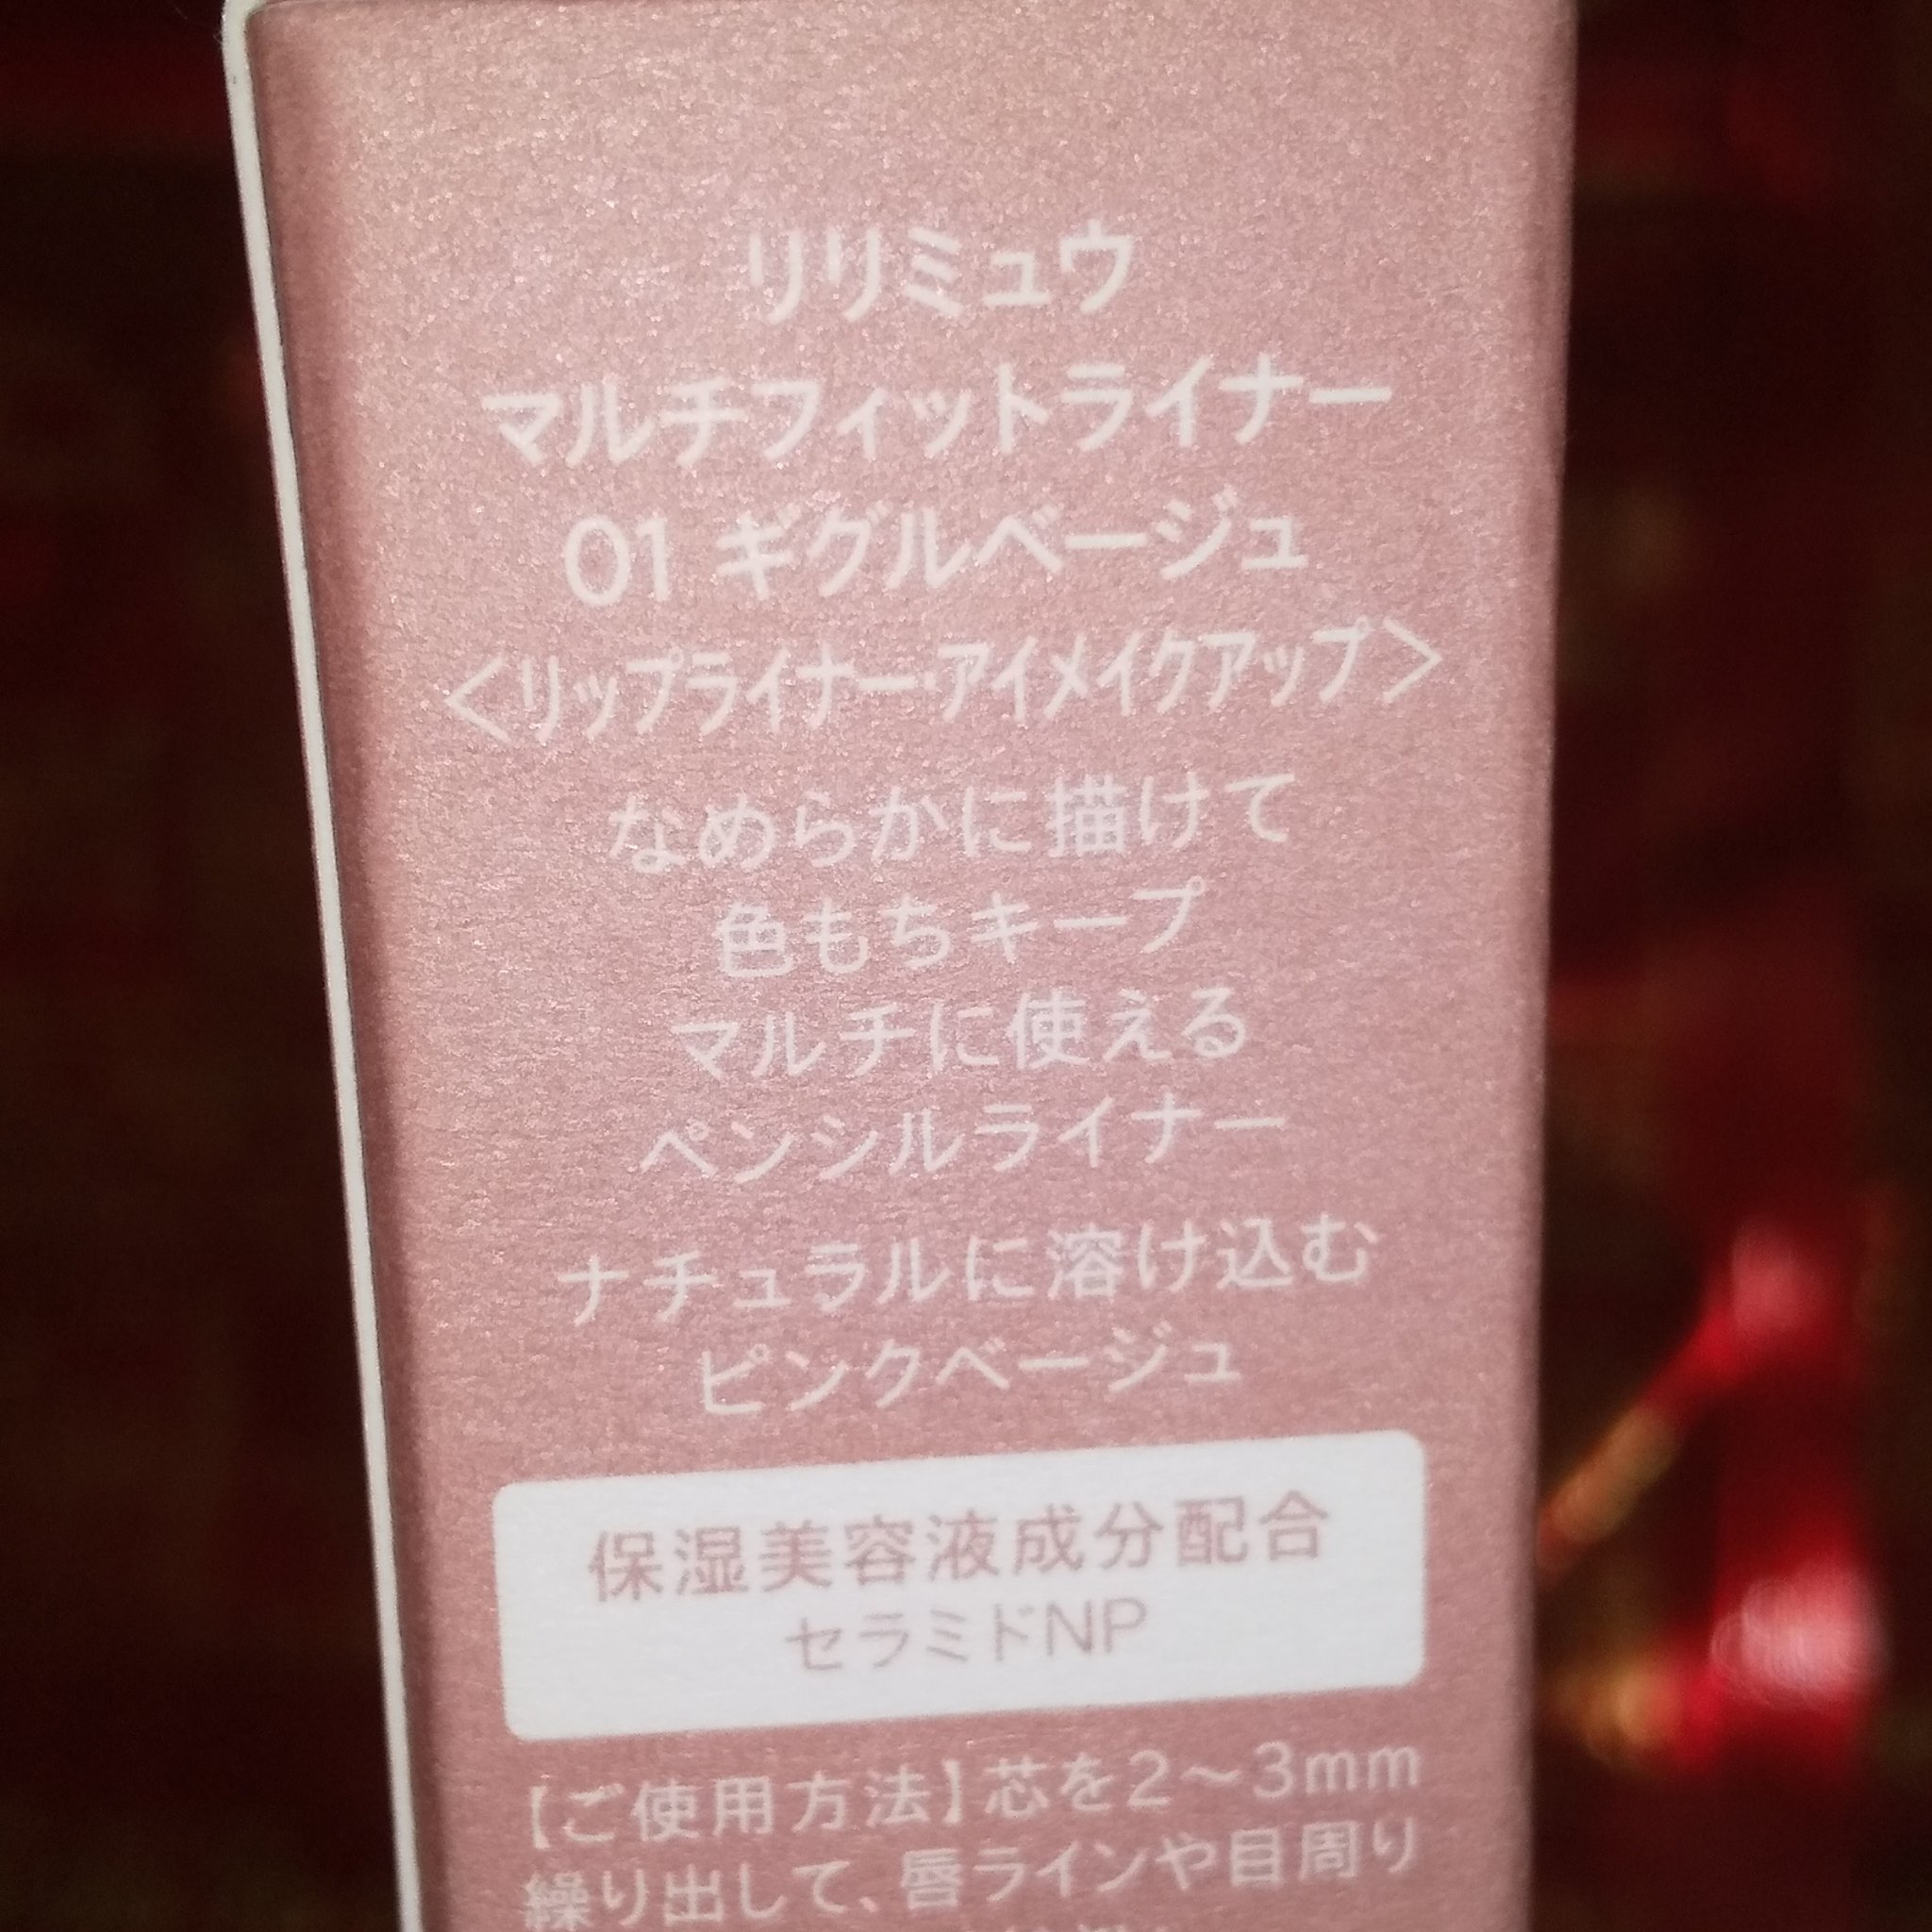 リリミュウ
マルチフィットライナー
01 ギグルベージュ
＜リップライナー・アイメイクアップ＞
なめらかに描けて
色もちキープ
マルチに使える
ペンシルライナー
ナチュラルに溶け込む
ピンクベージュ
保湿美容液成分配合
セラミドNP
【ご使用方法】芯を2〜3mm
繰り出して、唇ラインや目周り